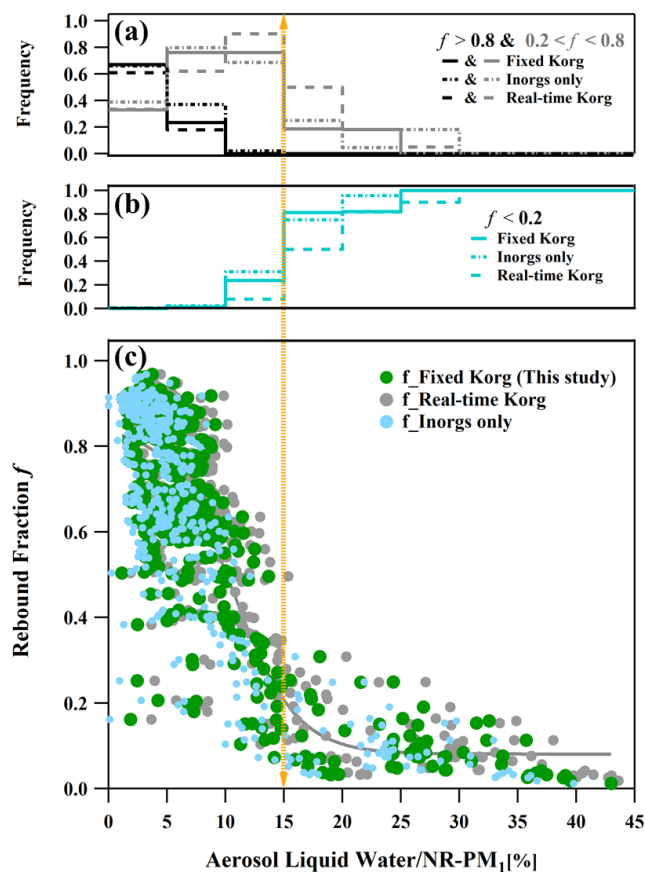 (a)
f > 0.8 & 0.2 < f < 0.8
& Fixed Korg
& Inorgs only
& Real-time Korg
Frequency
1.0
0.8
0.6
0.4
0.2
0.0
(b)
f < 0.2
Fixed Korg
Inorgs only
Real-time Korg
Frequency
1.0
0.8
0.6
0.4
0.2
0.0
(c)
f_Fixed Korg (This study)
f_Real-time Korg
f_Inorgs only
Rebound Fraction f
1.0
0.8
0.6
0.4
0.2
0.0
0 5 10 15 20 25 30 35 40 45
Aerosol Liquid Water/NR-PM₁[%]